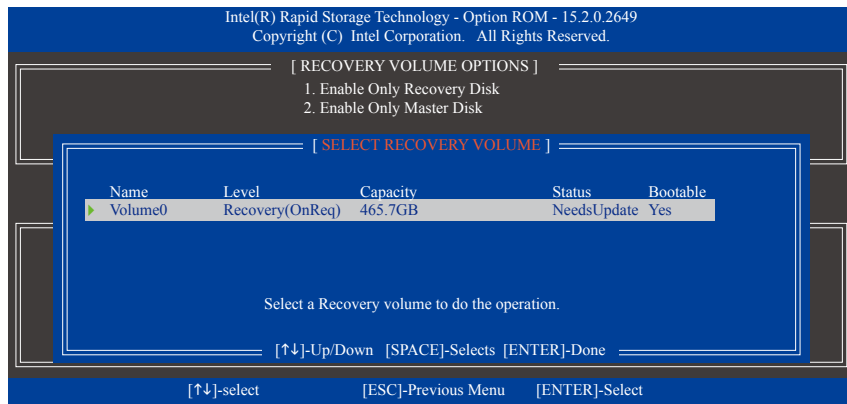 Intel(R) Rapid Storage Technology - Option ROM - 15.2.0.2649
Copyright (C) Intel Corporation. All Rights Reserved.
[ RECOVERY VOLUME OPTIONS ]
1. Enable Only Recovery Disk
2. Enable Only Master Disk
[ SELECT RECOVERY VOLUME ]
Name Level Capacity Status Bootable
Volume0 Recovery(OnReq) 465.7GB NeedsUpdate Yes
Select a Recovery volume to do the operation.
[↑↓]-Up/Down [SPACE]-Selects [ENTER]-Done
[↑↓]-select [ESC]-Previous Menu [ENTER]-Select